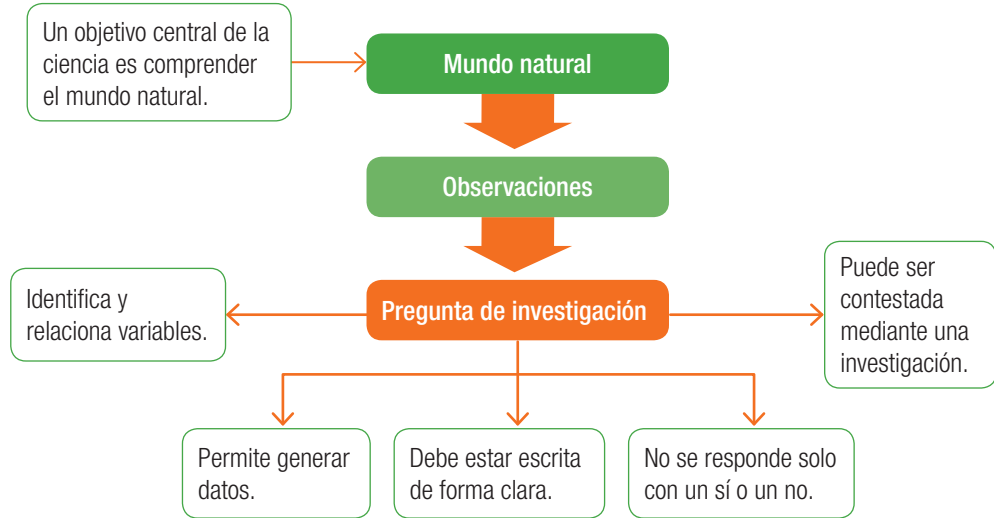 Un objetivo central de la
ciencia es comprender
el mundo natural.
Mundo natural
Observaciones
Pregunta de investigación
Identifica y
relaciona variables.
Puede ser
contestada
mediante una
investigación.
Permite generar
datos.
Debe estar escrita
de forma clara.
No se responde solo
con un sí o un no.